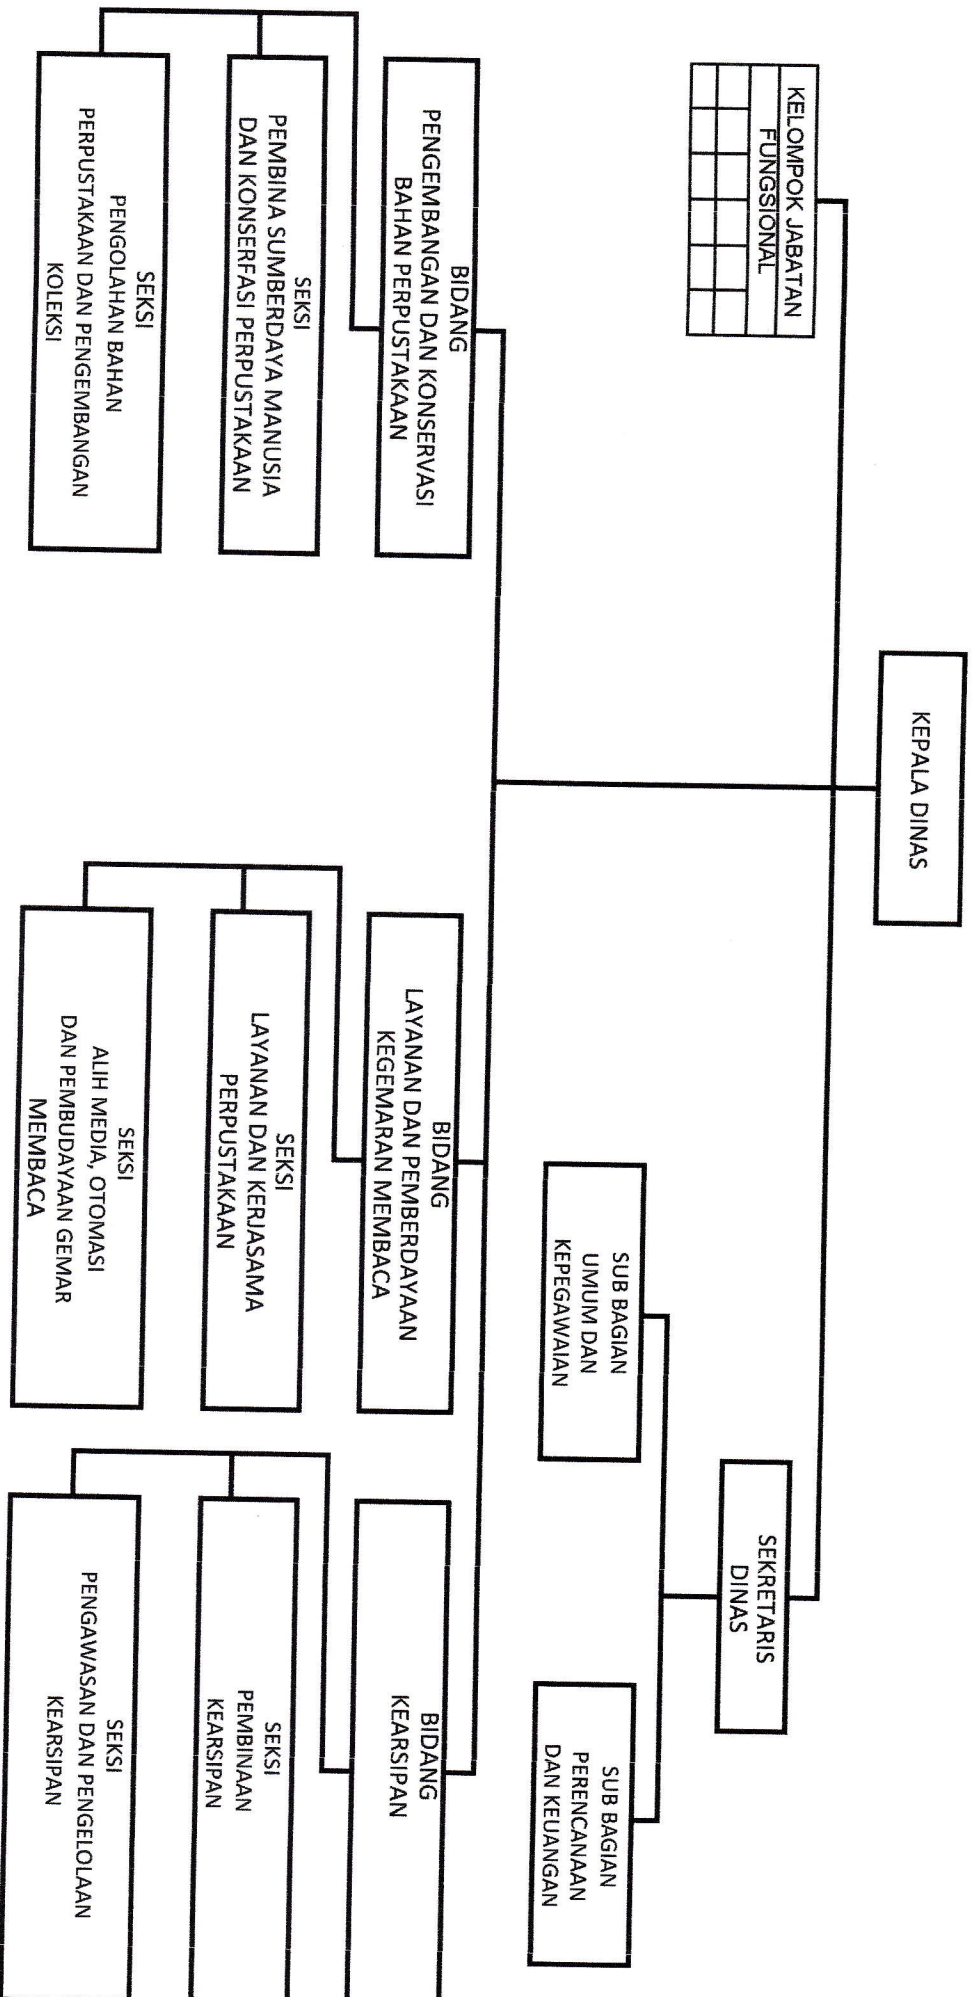 KEPALA DINAS
KELOMPOK JABATAN
FUNGSIONAL
SEKRETARIS
DINAS
SUB BAGIAN
UMUM DAN
KEPEGAWAIAN
SUB BAGIAN
PERENCANAAN
DAN KEUANGAN
BIDANG
PENGEMBANGAN DAN KONSERVASI
BAHAN PERPUSTAKAAN
BIDANG
LAYANAN DAN PEMBERDAYAAN
KEGEMARAN MEMBACA
BIDANG
KEARSIPAN
SEKSI
PEMBINA SUMBERDAYA MANUSIA
DAN KONSERFASI PERPUSTAKAAN
SEKSI
LAYANAN DAN KERJASAMA
PERPUSTAKAAN
SEKSI
PEMBINAAN
KEARSIPAN
SEKSI
PENGOLAHAN BAHAN
PERPUSTAKAAN DAN PENGEMBANGAN
KOLEKSI
SEKSI
ALIH MEDIA, OTOMASI
DAN PEMBUDAYAAN GEMAR
MEMBACA
SEKSI
PENGAWASAN DAN PENGELOLAAN
KEARSIPAN